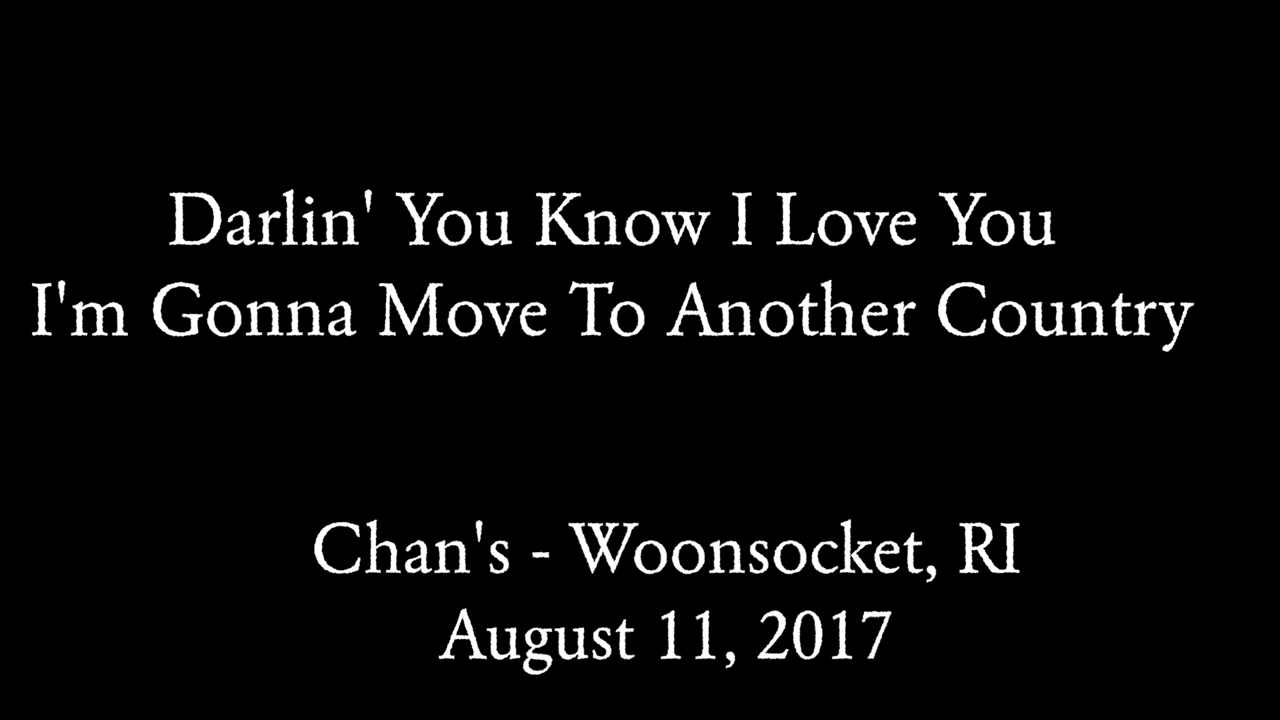 Darlin' You Know I Love You
I'm Gonna Move To Another Country
Chan's - Woonsocket, RI
August 11, 2017